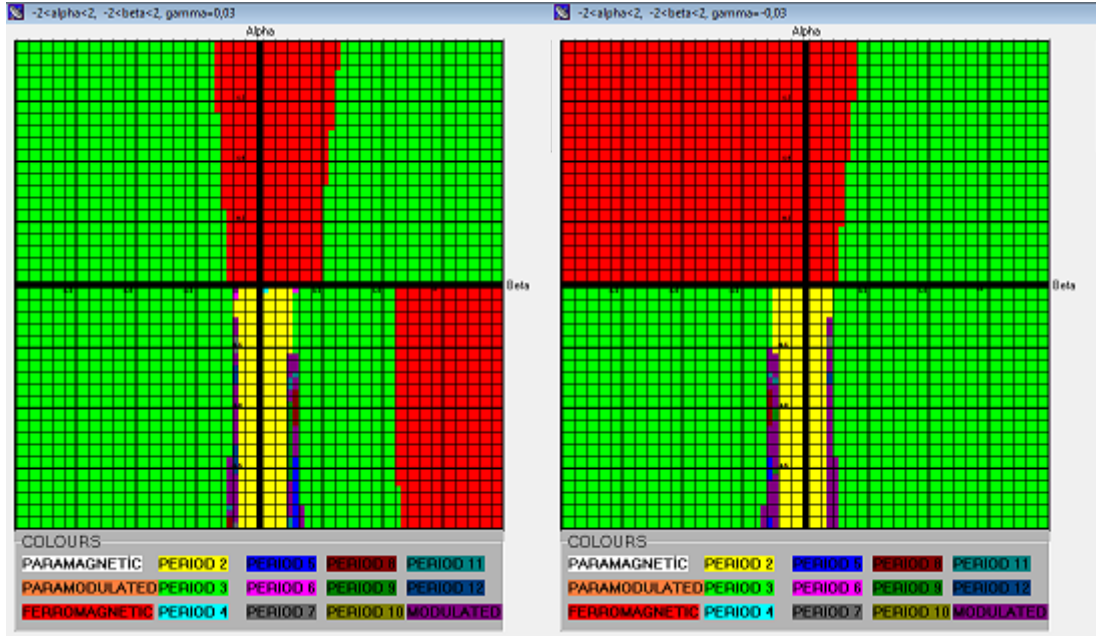 -2<alpha<2, -2<beta<2, gamma=0,03
Alpha
Beta
COLOURS
PARAMAGNETİC PERIOD 2 PERIOD 5 PERIOD 8 PERIOD 11
PARAMODULATED PERIOD 3 PERIOD 6 PERIOD 9 PERIOD 12
FERROMAGNETIC PERIOD 4 PERIOD 7 PERIOD 10 MODULATED
-2<alpha<2, -2<beta<2, gamma=-0,03
Alpha
Beta
COLOURS
PARAMAGNETİC PERIOD 2 PERIOD 5 PERIOD 8 PERIOD 11
PARAMODULATED PERIOD 3 PERIOD 6 PERIOD 9 PERIOD 12
FERROMAGNETIC PERIOD 4 PERIOD 7 PERIOD 10 MODULATED